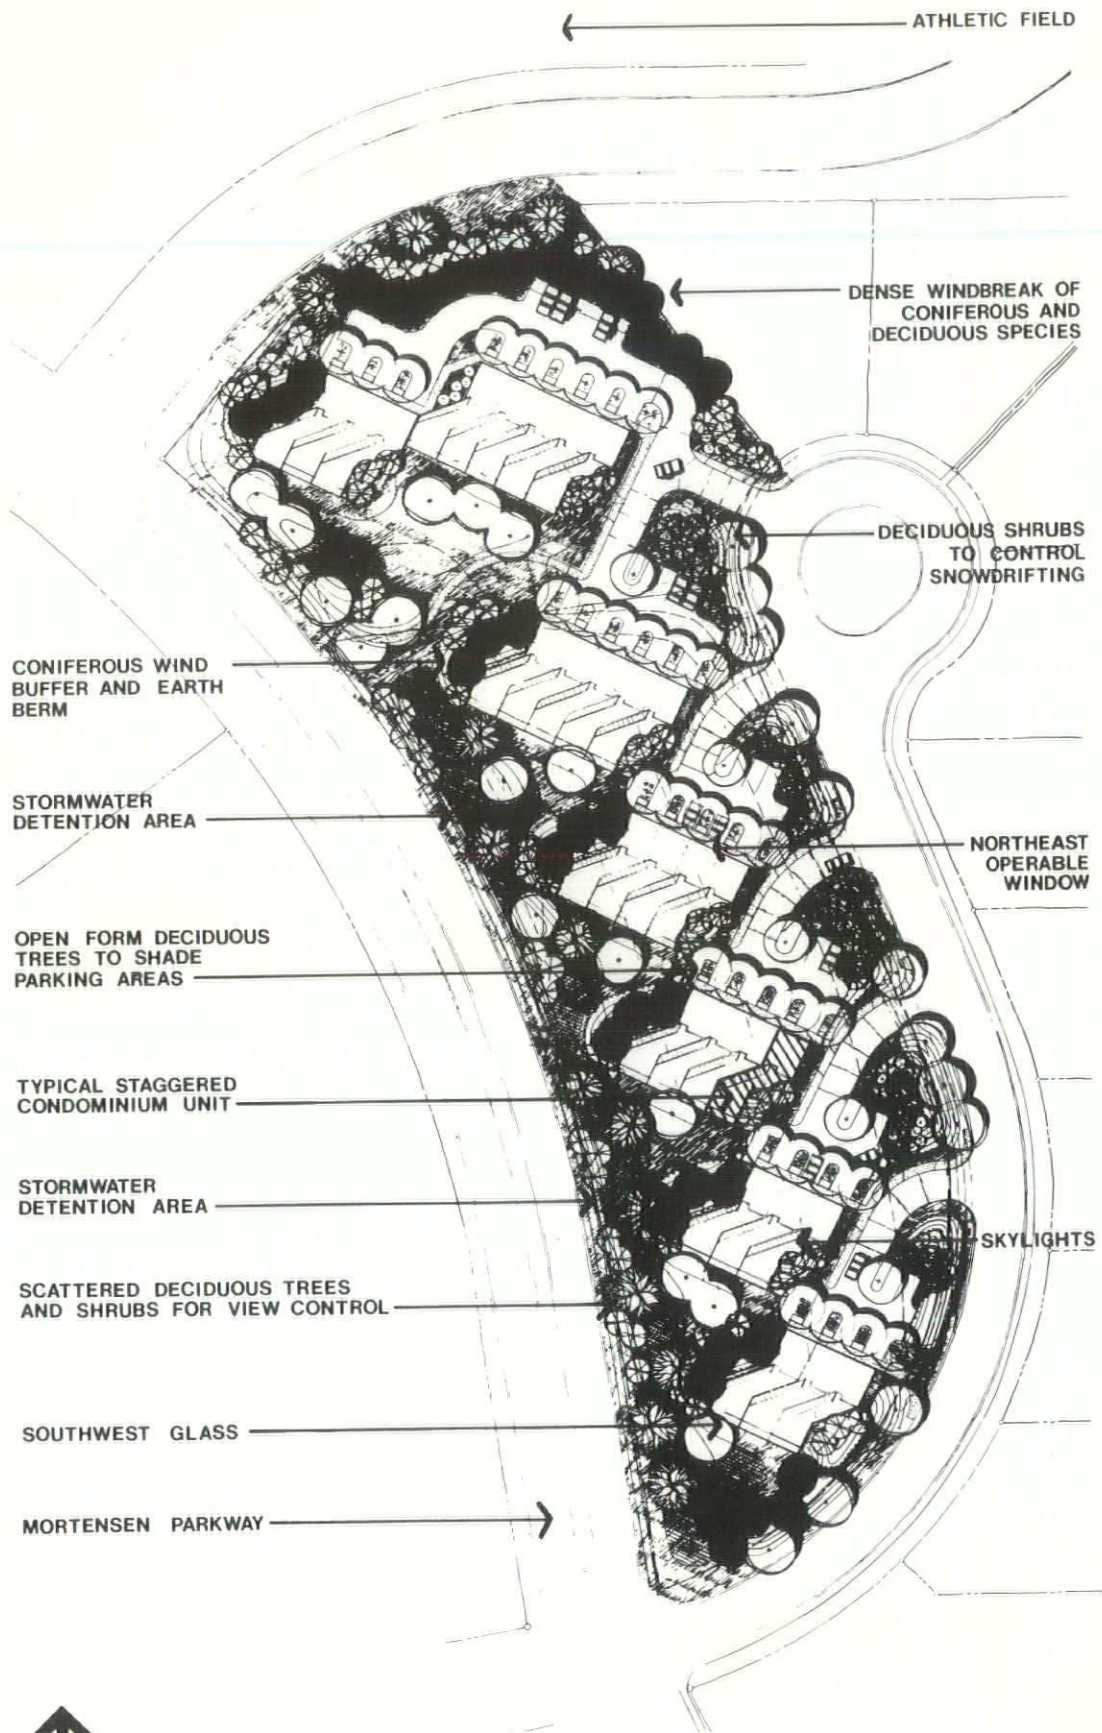 ATHLETIC FIELD
DENSE WINDBREAK OF
CONIFEROUS AND
DECIDUOUS SPECIES
DECIDUOUS SHRUBS
TO CONTROL
SNOWDRIFTING
CONIFEROUS WIND
BUFFER AND EARTH
BERM
STORMWATER
DETENTION AREA
NORTHEAST
OPERABLE
WINDOW
OPEN FORM DECIDUOUS
TREES TO SHADE
PARKING AREAS
TYPICAL STAGGERED
CONDOMINIUM UNIT
STORMWATER
DETENTION AREA
SKYLIGHTS
SCATTERED DECIDUOUS TREES
AND SHRUBS FOR VIEW CONTROL
SOUTHWEST GLASS
MORTENSEN PARKWAY